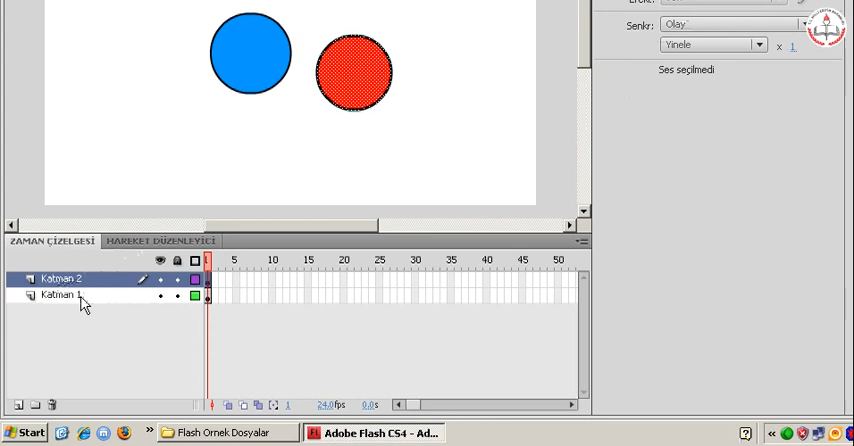 Senkr: Olay
Yinele x 1
Ses seçilmedi
ZAMAN ÇİZELGESİ HAREKET DÜZENLEYİCİ
1 5 10 15 20 25 30 35 40 45 50
Katman 2
Katman 1
1 24.0fps 0.0s
Start » Flash Ornek Dosyalar Adobe Flash CS4 - Ad... «